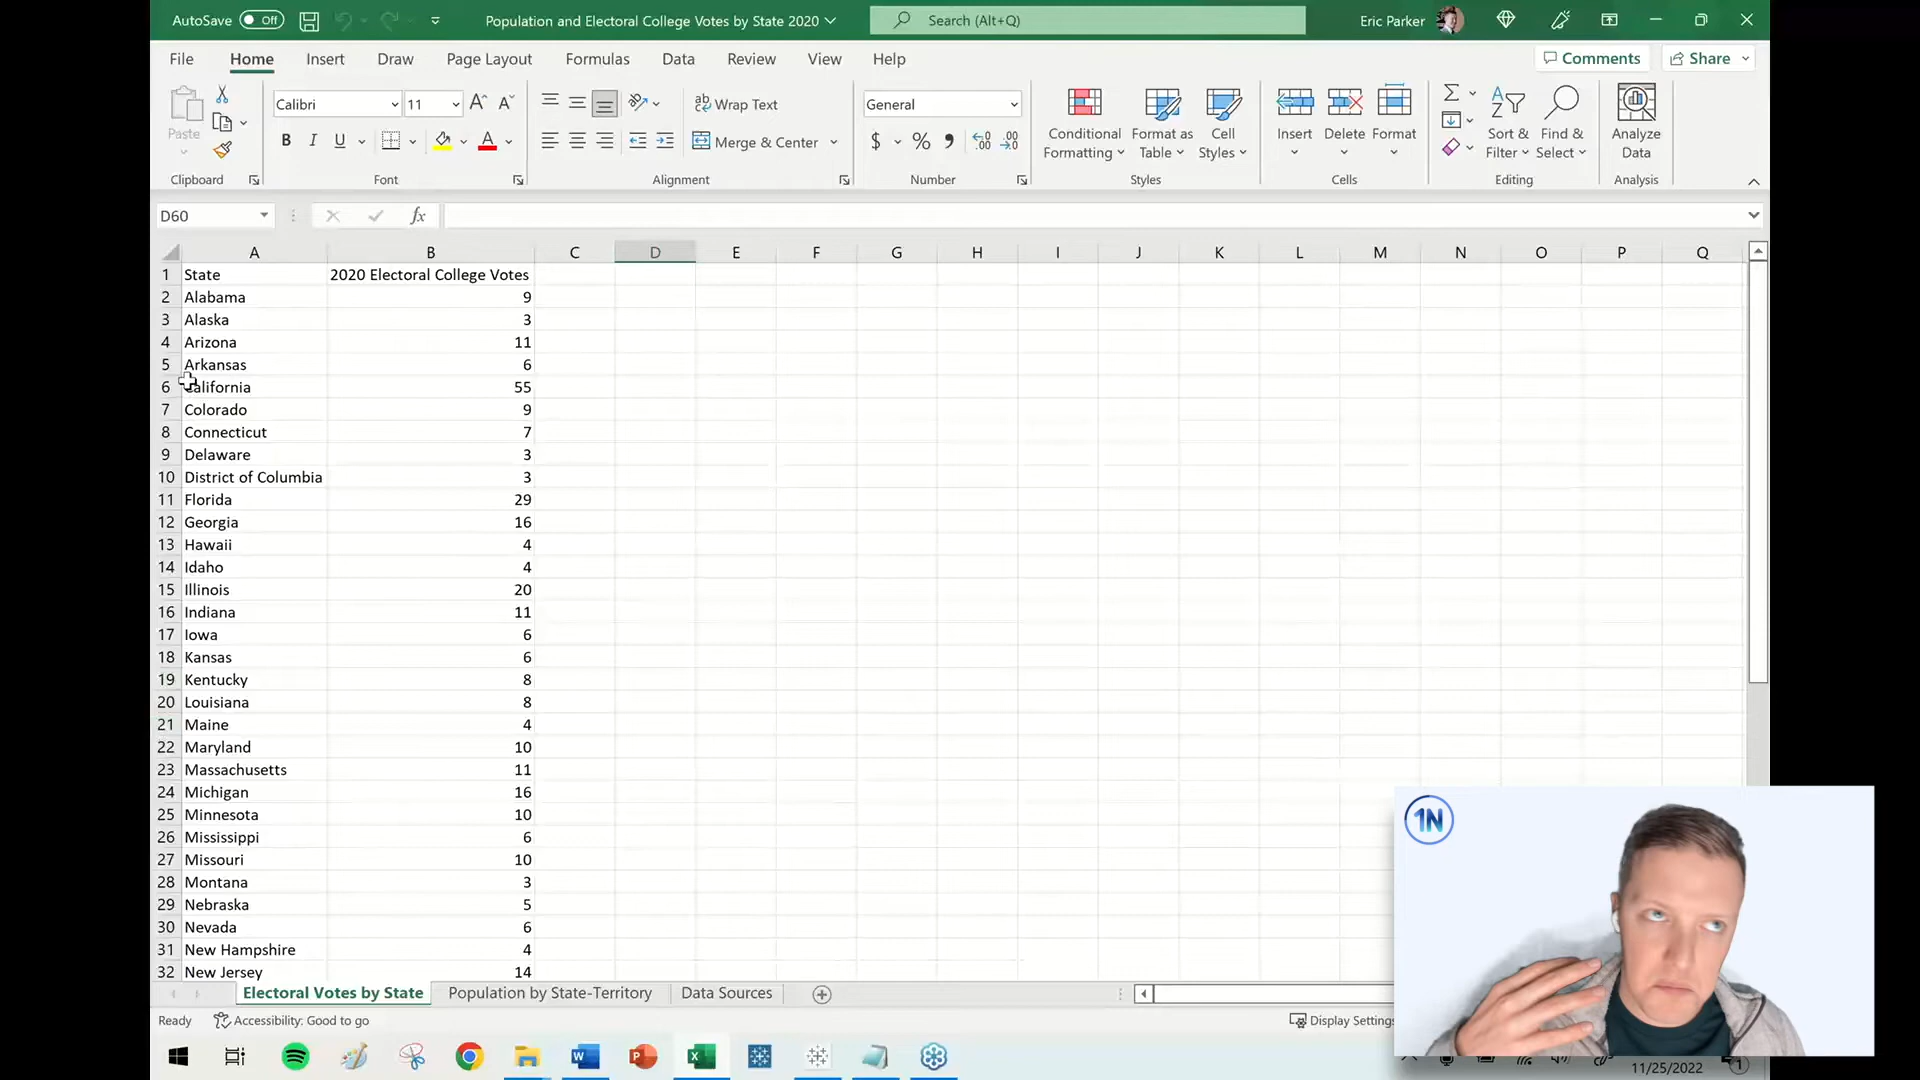 AutoSave Off Population and Electoral College Votes by State 2020 Search (Alt+Q) Eric Parker
File Home Insert Draw Page Layout Formulas Data Review View Help Comments Share
Paste Calibri 11 Wrap Text General Conditional Formatting Format as Table Cell Styles Insert Delete Format Sort & Filter Find & Select Analyze Data
B I U Merge & Center $ %
Clipboard Font Alignment Number Styles Cells Editing Analysis
D60 fx
A B C D E F G H I J K L M N O P Q
1 State 2020 Electoral College Votes
2 Alabama 9
3 Alaska 3
4 Arizona 11
5 Arkansas 6
6 California 55
7 Colorado 9
8 Connecticut 7
9 Delaware 3
10 District of Columbia 3
11 Florida 29
12 Georgia 16
13 Hawaii 4
14 Idaho 4
15 Illinois 20
16 Indiana 11
17 Iowa 6
18 Kansas 6
19 Kentucky 8
20 Louisiana 8
21 Maine 4
22 Maryland 10
23 Massachusetts 11
24 Michigan 16
25 Minnesota 10
26 Mississippi 6
27 Missouri 10
28 Montana 3
29 Nebraska 5
30 Nevada 6
31 New Hampshire 4
32 New Jersey 14
1N
Electoral Votes by State Population by State-Territory Data Sources
Ready Accessibility: Good to go Display Settings
11/25/2022 1